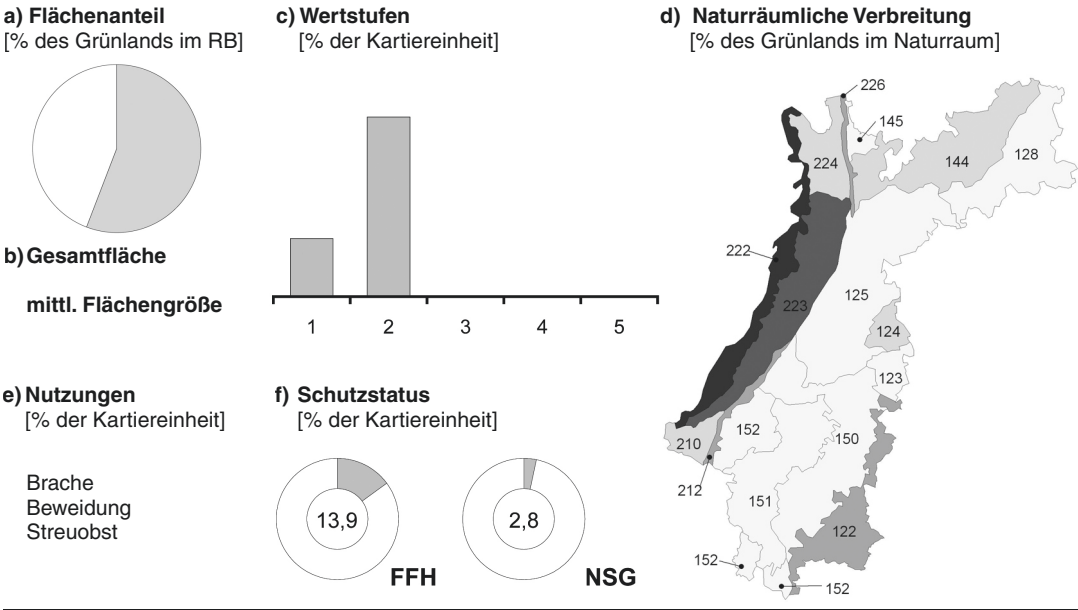 a) Flächenanteil
[% des Grünlands im RB]
b) Gesamtfläche
mittl. Flächengröße
c) Wertstufen
[% der Kartiereinheit]
1 2 3 4 5
d) Naturräumliche Verbreitung
[% des Grünlands im Naturraum]
226
145
224
144
128
222
223
125
124
123
210
152
150
212
151
122
152
152
e) Nutzungen
[% der Kartiereinheit]
Brache
Beweidung
Streuobst
f) Schutzstatus
[% der Kartiereinheit]
13,9
FFH
2,8
NSG